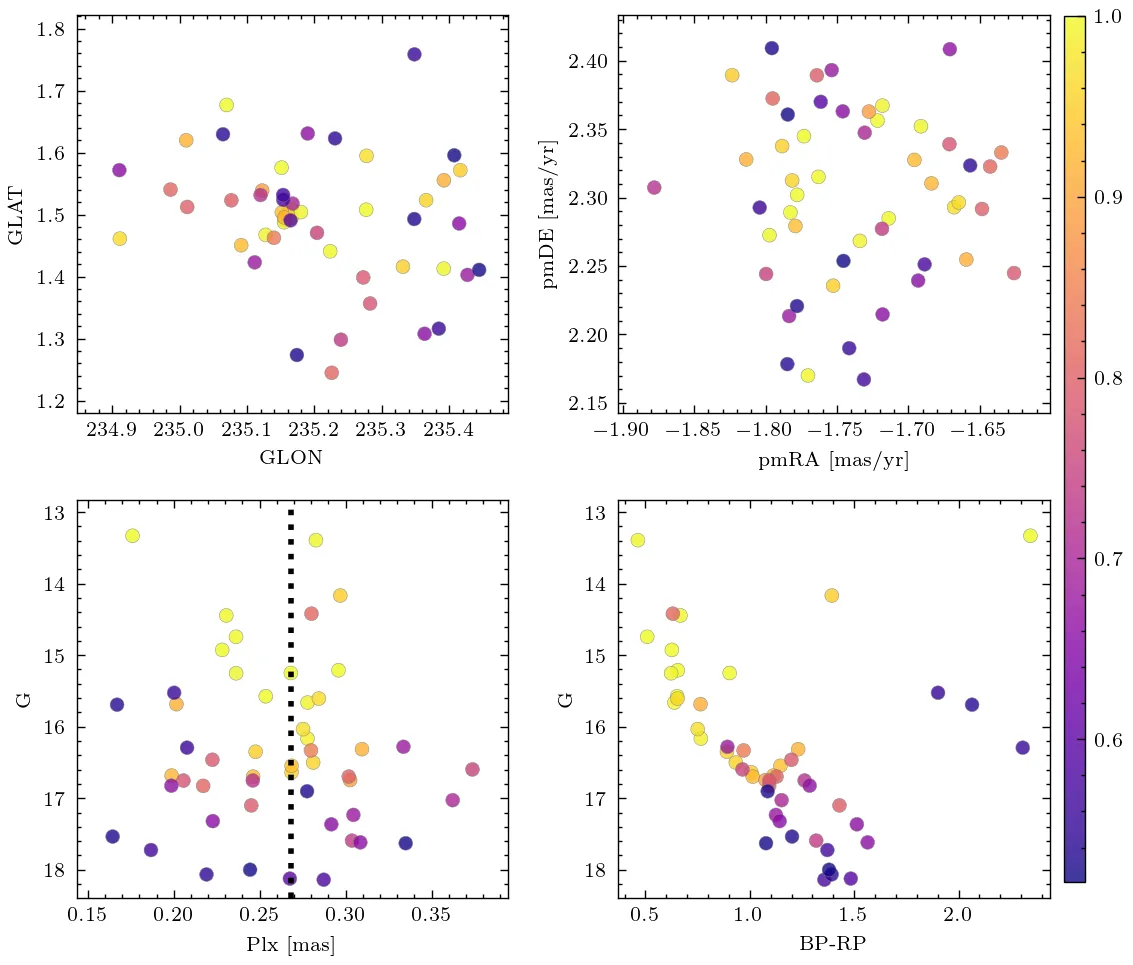 1.8
1.7
1.6
1.5
1.4
1.3
1.2
GLAT
234.9 235.0 235.1 235.2 235.3 235.4
GLON
2.40
2.35
2.30
2.25
2.20
2.15
pmDE [mas/yr]
−1.90 −1.85 −1.80 −1.75 −1.70 −1.65
pmRA [mas/yr]
13
14
15
16
17
18
G
0.15 0.20 0.25 0.30 0.35
Plx [mas]
13
14
15
16
17
18
G
0.5 1.0 1.5 2.0
BP-RP
1.0
0.9
0.8
0.7
0.6